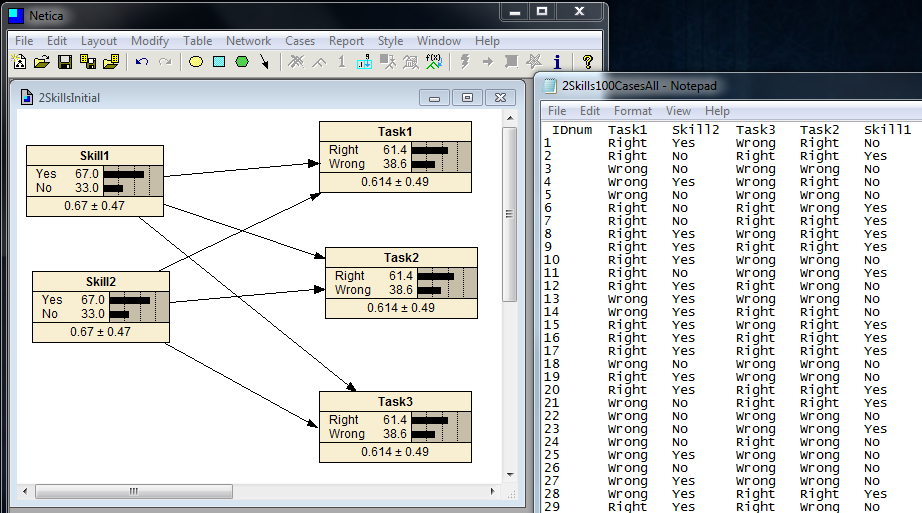 Netica
File Edit Layout Modify Table Network Cases Report Style Window Help
2SkillsInitial
Skill1
Yes 67.0
No 33.0
0.67 ± 0.47
Skill2
Yes 67.0
No 33.0
0.67 ± 0.47
Task1
Right 61.4
Wrong 38.6
0.614 ± 0.49
Task2
Right 61.4
Wrong 38.6
0.614 ± 0.49
Task3
Right 61.4
Wrong 38.6
0.614 ± 0.49
2Skills100CasesAll - Notepad
File Edit Format View Help
IDnum Task1 Skill2 Task3 Task2 Skill1
1 Right Yes Wrong Right No
2 Right No Right Right Yes
3 Wrong No Wrong Wrong No
4 Wrong Yes Wrong Right No
5 Wrong No Wrong Wrong No
6 Right No Right Wrong Yes
7 Right No Right Right Yes
8 Right Yes Wrong Right Yes
9 Right Yes Right Right Yes
10 Right Yes Wrong Wrong No
11 Right No Wrong Wrong Yes
12 Right Yes Right Wrong No
13 Wrong Yes Wrong Wrong No
14 Wrong Yes Right Right No
15 Right Yes Wrong Right Yes
16 Right Yes Right Right Yes
17 Right Yes Right Right Yes
18 Wrong No Wrong Wrong No
19 Right Yes Wrong Wrong No
20 Right Yes Right Right Yes
21 Wrong No Right Right Yes
22 Wrong No Wrong Wrong No
23 Wrong No Wrong Wrong Yes
24 Wrong No Right Wrong No
25 Wrong Yes Wrong Wrong No
26 Wrong No Wrong Wrong No
27 Wrong Yes Wrong Wrong No
28 Wrong Yes Right Right Yes
29 Right Yes Right Wrong No